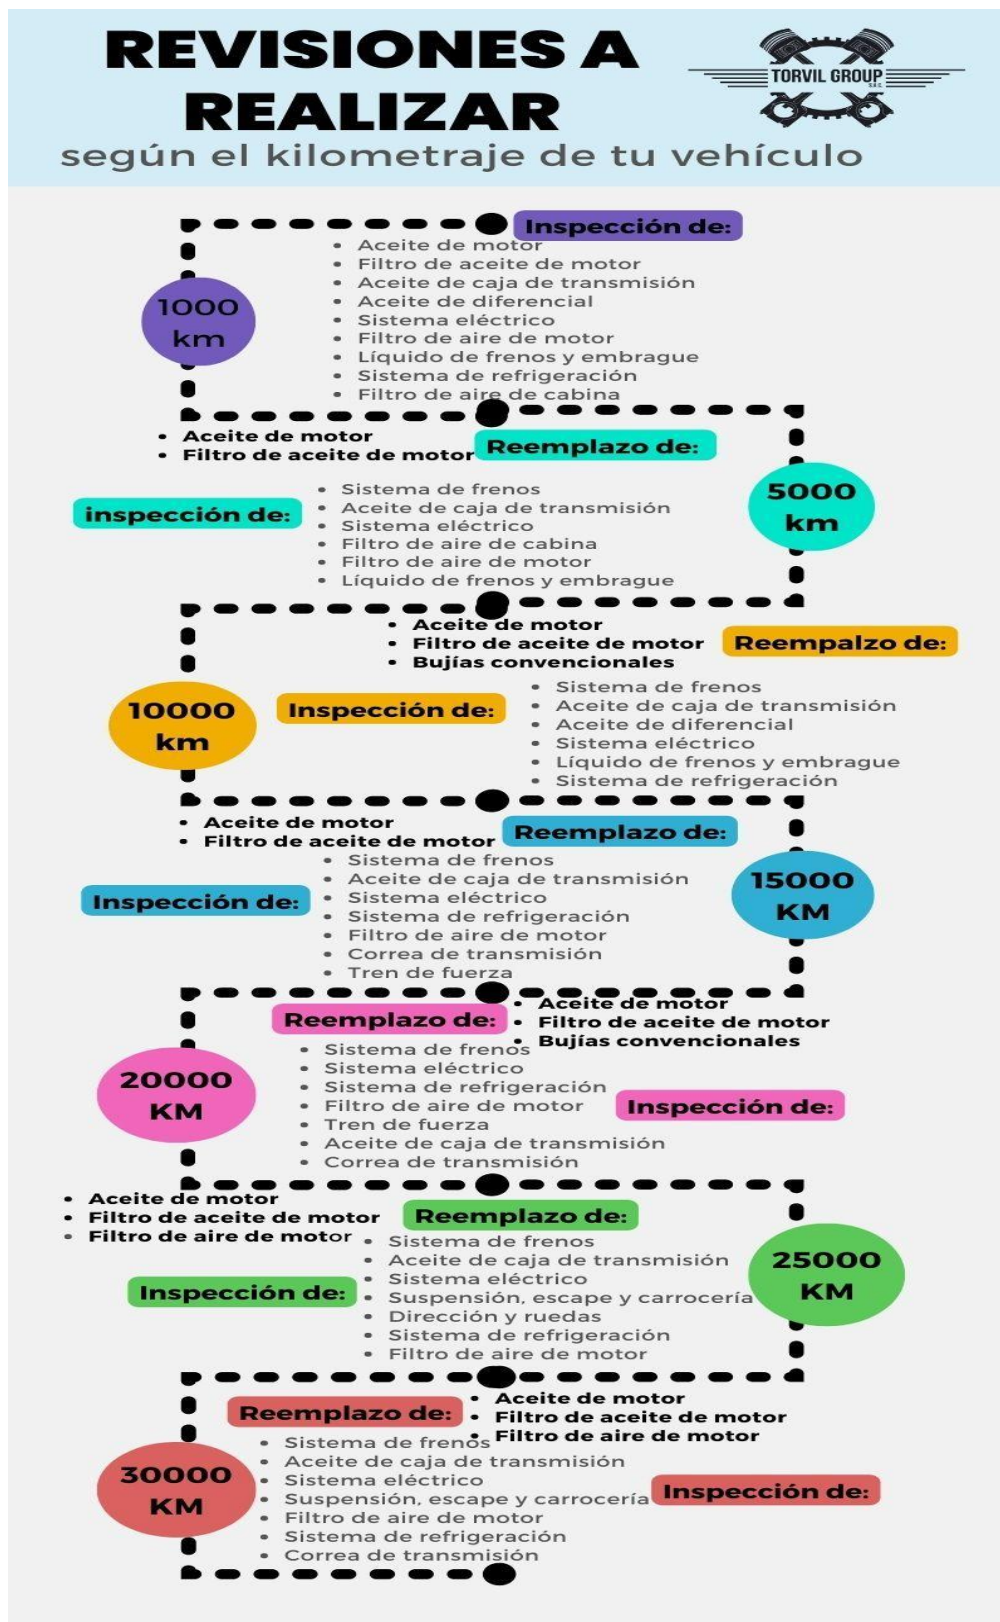 REVISIONES A
REALIZAR
según el kilometraje de tu vehículo
TORVIL GROUP
S.A.C.
Inspección de:
• Aceite de motor
• Filtro de aceite de motor
• Aceite de caja de transmisión
• Aceite de diferencial
• Sistema eléctrico
• Filtro de aire de motor
• Líquido de frenos y embrague
• Sistema de refrigeración
• Filtro de aire de cabina
1000
km
• Aceite de motor
• Filtro de aceite de motor
Reemplazo de:
inspección de:
• Sistema de frenos
• Aceite de caja de transmisión
• Sistema eléctrico
• Filtro de aire de cabina
• Filtro de aire de motor
• Líquido de frenos y embrague
5000
km
• Aceite de motor
• Filtro de aceite de motor
• Bujías convencionales
Reempalzo de:
10000
km
Inspección de:
• Sistema de frenos
• Aceite de caja de transmisión
• Aceite de diferencial
• Sistema eléctrico
• Líquido de frenos y embrague
• Sistema de refrigeración
• Aceite de motor
• Filtro de aceite de motor
Reemplazo de:
Inspección de:
• Sistema de frenos
• Aceite de caja de transmisión
• Sistema eléctrico
• Sistema de refrigeración
• Filtro de aire de motor
• Correa de transmisión
• Tren de fuerza
15000
KM
Reemplazo de:
• Aceite de motor
• Filtro de aceite de motor
• Bujías convencionales
20000
KM
• Sistema de frenos
• Sistema eléctrico
• Sistema de refrigeración
• Filtro de aire de motor
• Tren de fuerza
• Aceite de caja de transmisión
• Correa de transmisión
Inspección de:
• Aceite de motor
• Filtro de aceite de motor
• Filtro de aire de motor
Reemplazo de:
Inspección de:
• Sistema de frenos
• Aceite de caja de transmisión
• Sistema eléctrico
• Suspensión, escape y carrocería
• Dirección y ruedas
• Sistema de refrigeración
• Filtro de aire de motor
25000
KM
Reemplazo de:
• Aceite de motor
• Filtro de aceite de motor
• Filtro de aire de motor
30000
KM
• Sistema de frenos
• Aceite de caja de transmisión
• Sistema eléctrico
• Suspensión, escape y carrocería
• Filtro de aire de motor
• Sistema de refrigeración
• Correa de transmisión
Inspección de: